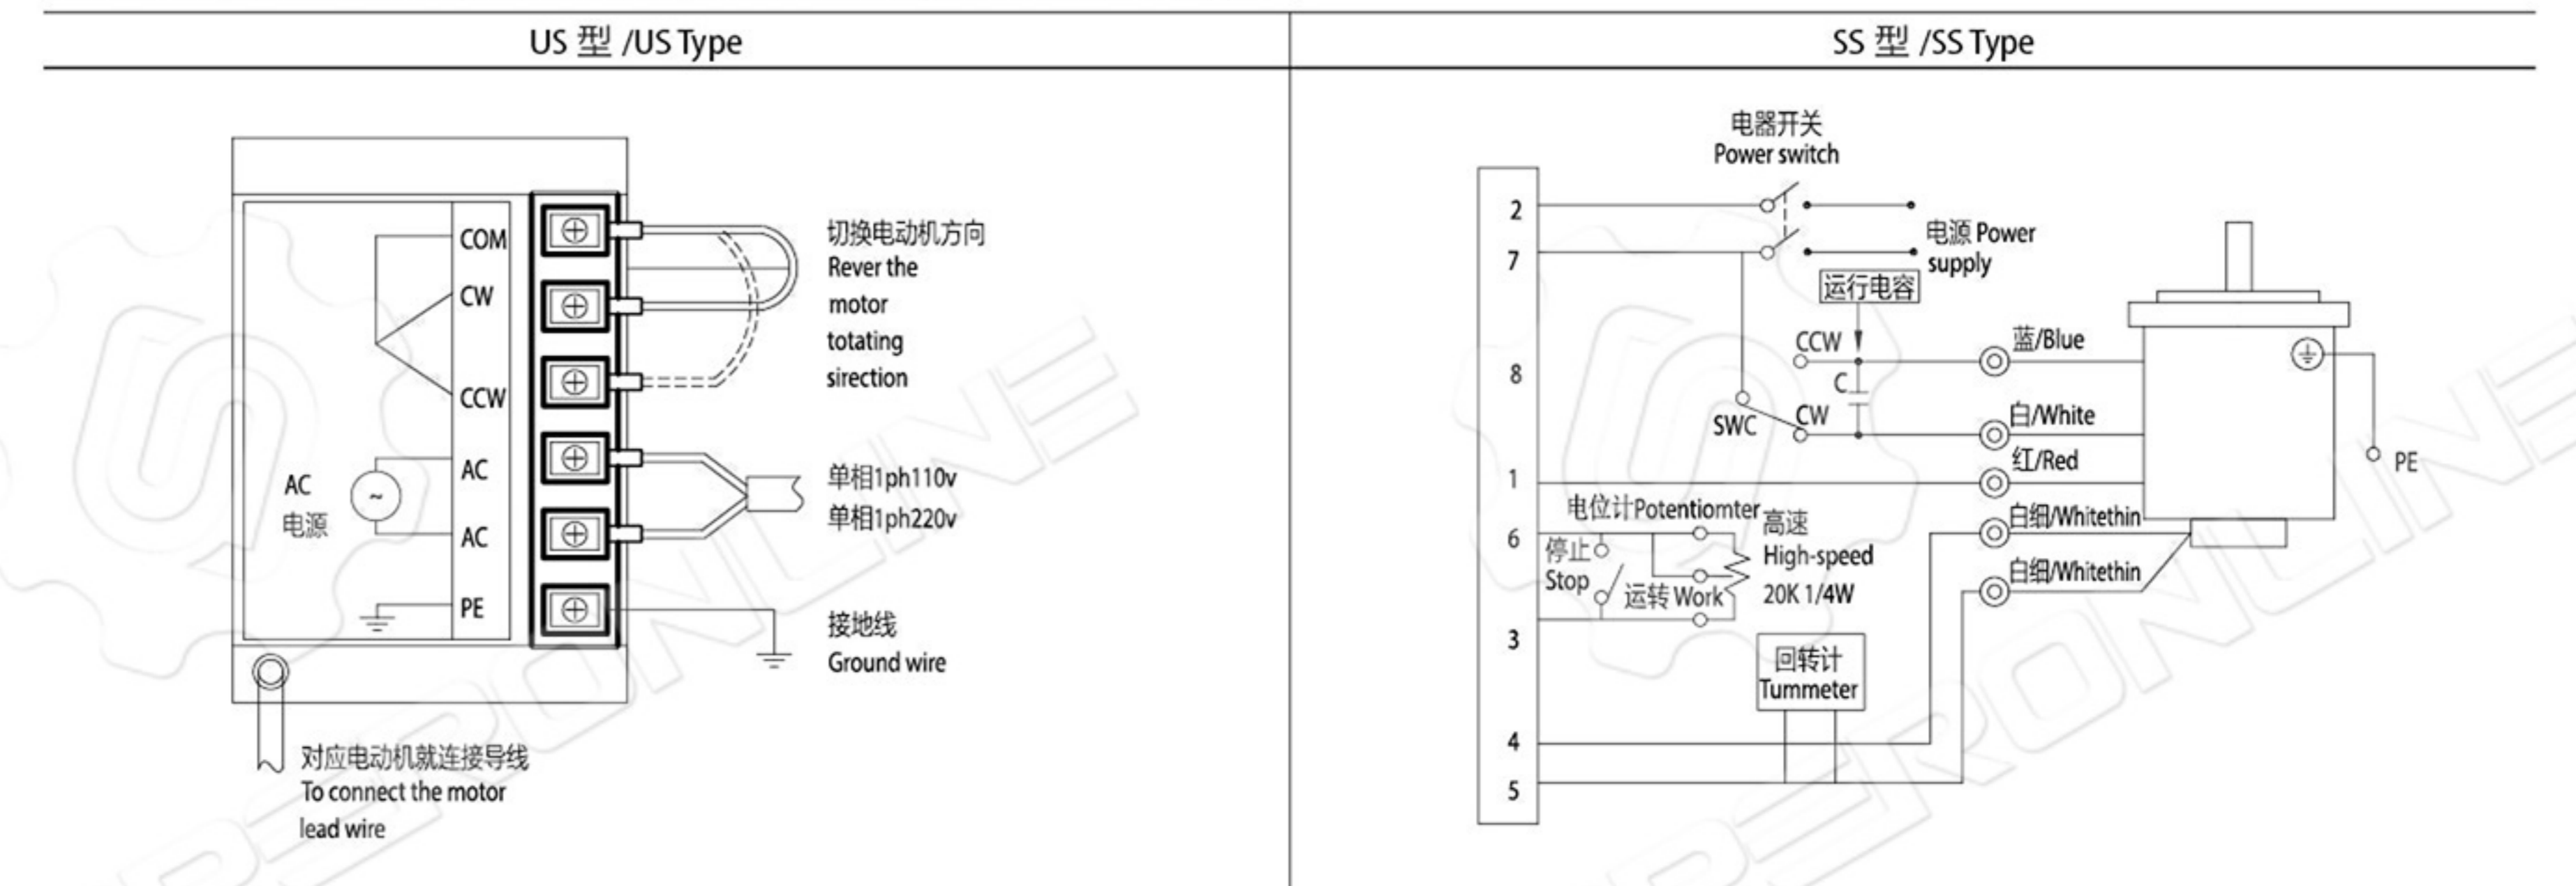 US 型 /US Type
COM
CW
CCW
AC
AC
PE
AC
电源
~
切换电动机方向
Rever the
motor
totating
sirection
单相1ph110v
单相1ph220v
接地线
Ground wire
对应电动机就连接导线
To connect the motor
lead wire
SS 型 /SS Type
电器开关
Power switch
2
7
8
1
6
3
4
5
电源 Power
supply
运行电容
CCW
C
SWC
CW
蓝/Blue
白/White
红/Red
白细/Whitethin
白细/Whitethin
PE
电位计Potentiomter
高速
High-speed
20K 1/4W
停止
Stop
运转 Work
回转计
Tummeter
PERONLINE
PERONLINE